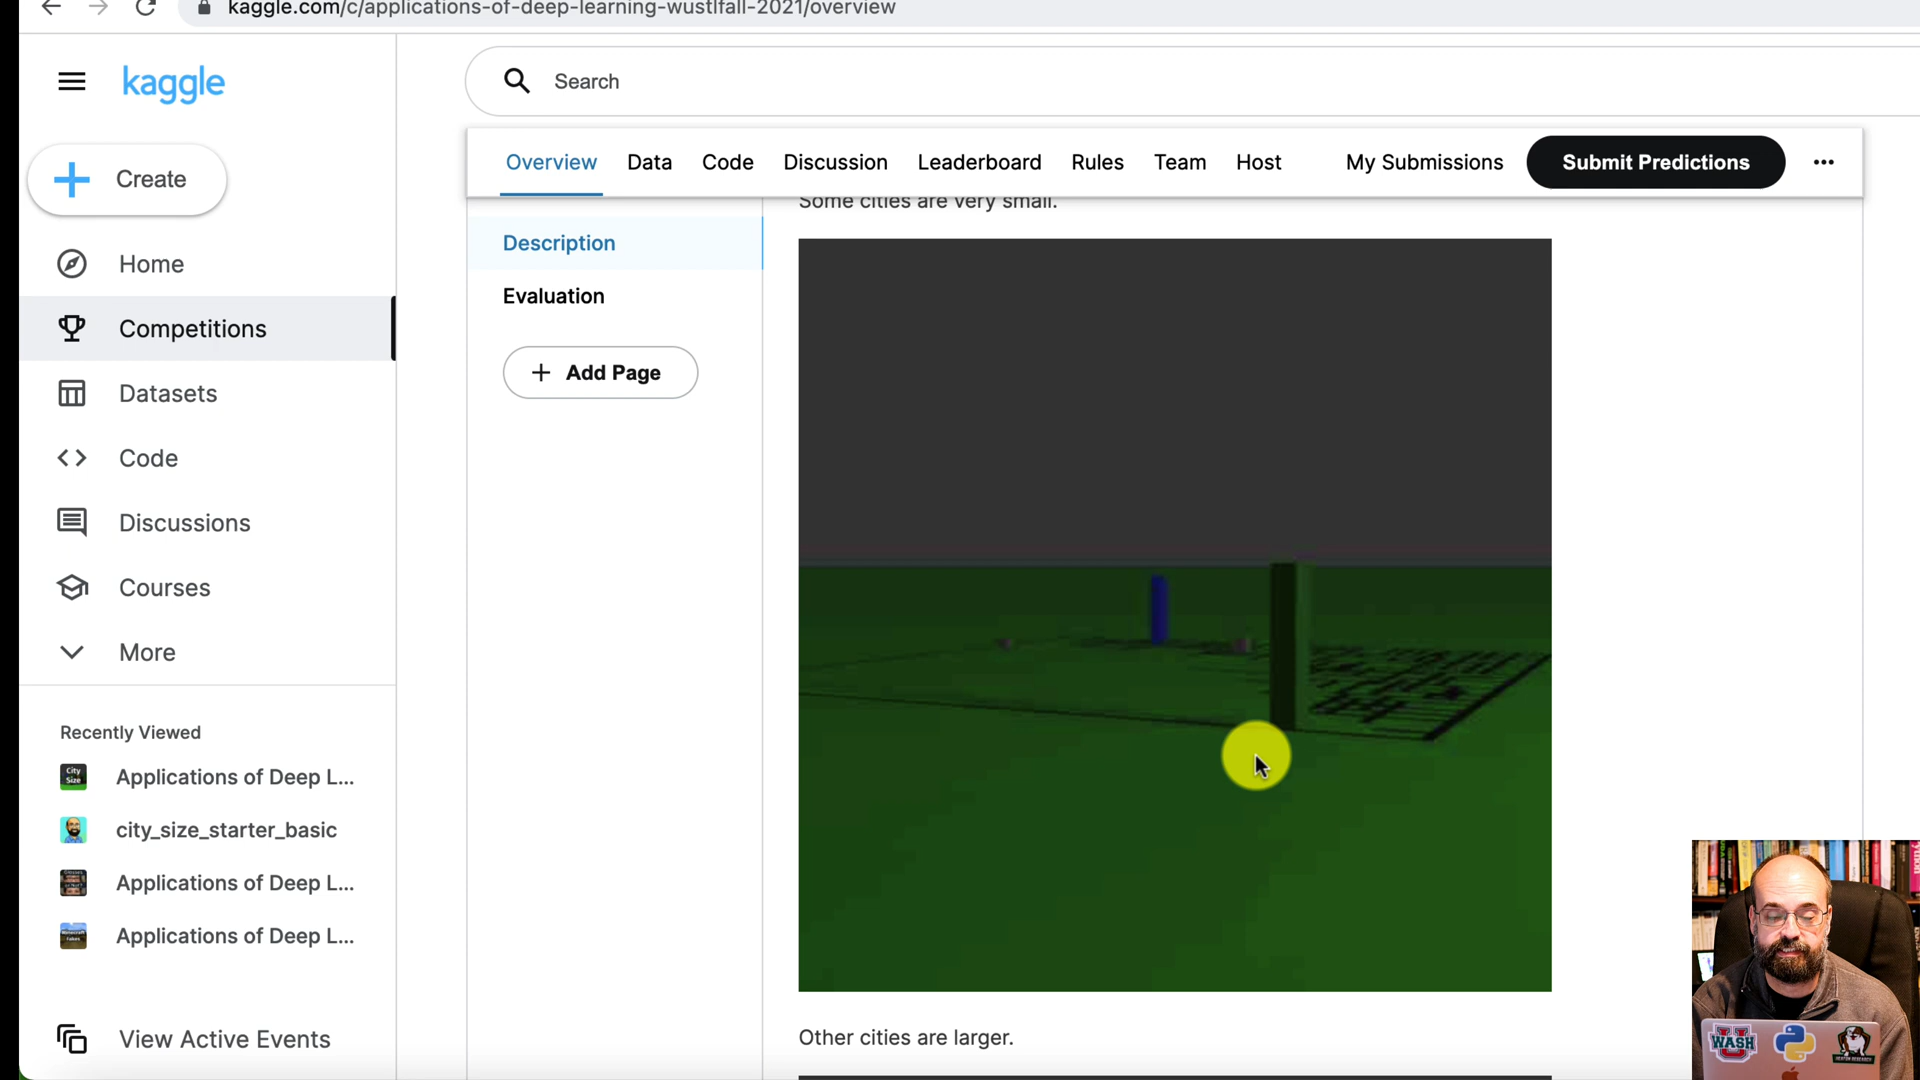 kaggle.com/c/applications-of-deep-learning-wustlfall-2021/overview
kaggle
Search
Create
Overview
Data
Code
Discussion
Leaderboard
Rules
Team
Host
My Submissions
Submit Predictions
Some cities are very small.
Description
Evaluation
Add Page
Home
Competitions
Datasets
Code
Discussions
Courses
More
Recently Viewed
City
Size
Applications of Deep L...
city_size_starter_basic
Applications of Deep L...
Applications of Deep L...
View Active Events
Other cities are larger.
WASH
U